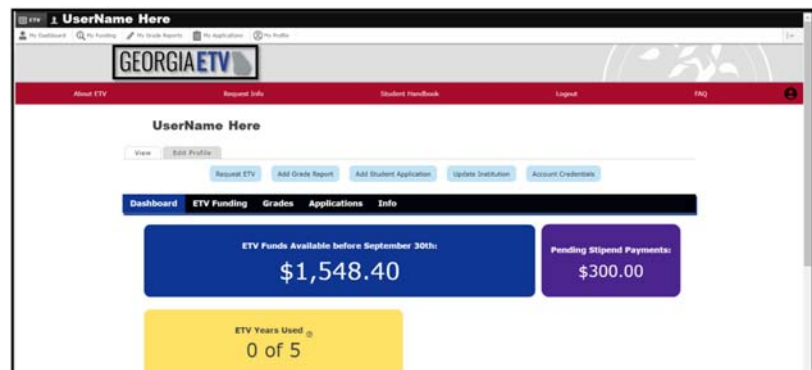 ETV UserName Here
My Dashboard My Funding My Grade Reports My Applications My Profile
GEORGIA ETV
About ETV Request Info Student Handbook Logout FAQ
UserName Here
View Edit Profile
Request ETV Add Grade Report Add Student Application Update Institution Account Credentials
Dashboard ETV Funding Grades Applications Info
ETV Funds Available before September 30th:
$1,548.40
Pending Stipend Payments:
$300.00
ETV Years Used
0 of 5